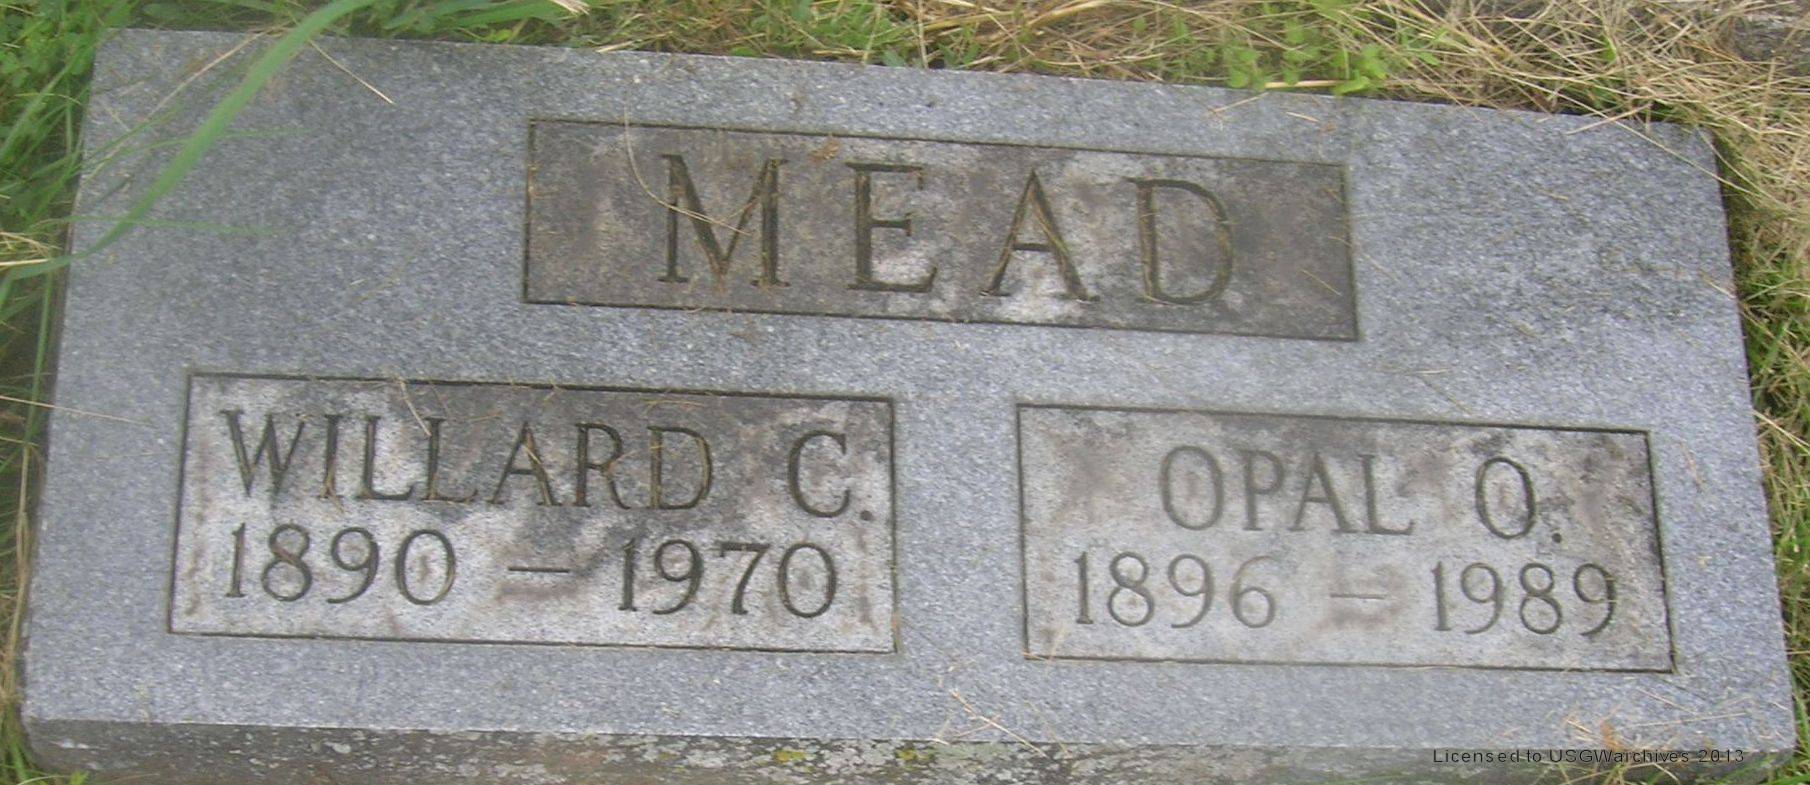 MEAD
WILLARD C.
1890 – 1970
OPAL O.
1896 – 1989
Licensed to USGWarchives 2013